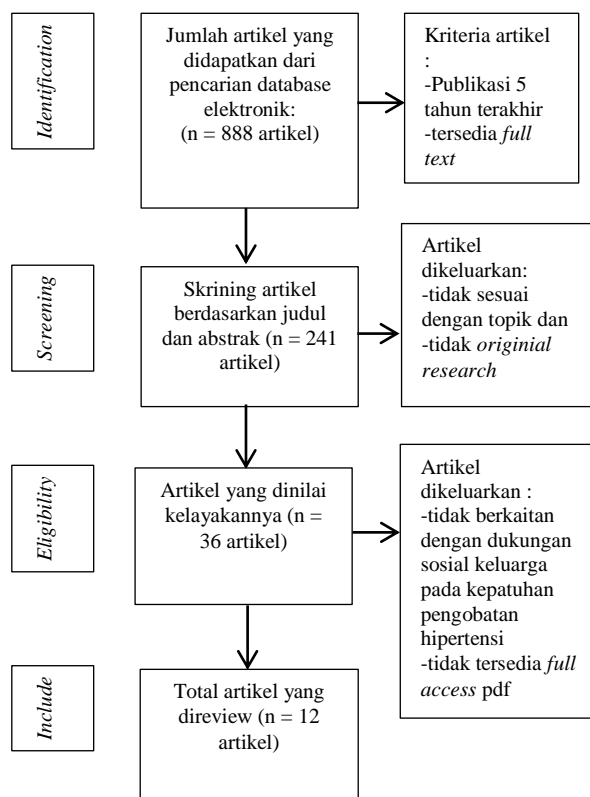 Identification
Jumlah artikel yang
didapatkan dari
pencarian database
elektronik:
(n = 888 artikel)
Kriteria artikel
:
-Publikasi 5
tahun terakhir
-tersedia full
text
Screening
Skrining artikel
berdasarkan judul
dan abstrak (n = 241
artikel)
Artikel
dikeluarkan:
-tidak sesuai
dengan topik dan
-tidak originial
research
Eligibility
Artikel yang dinilai
kelayakannya (n =
36 artikel)
Artikel
dikeluarkan :
-tidak berkaitan
dengan dukungan
sosial keluarga
pada kepatuhan
pengobatan
hipertensi
-tidak tersedia full
access pdf
Include
Total artikel yang
direview (n = 12
artikel)